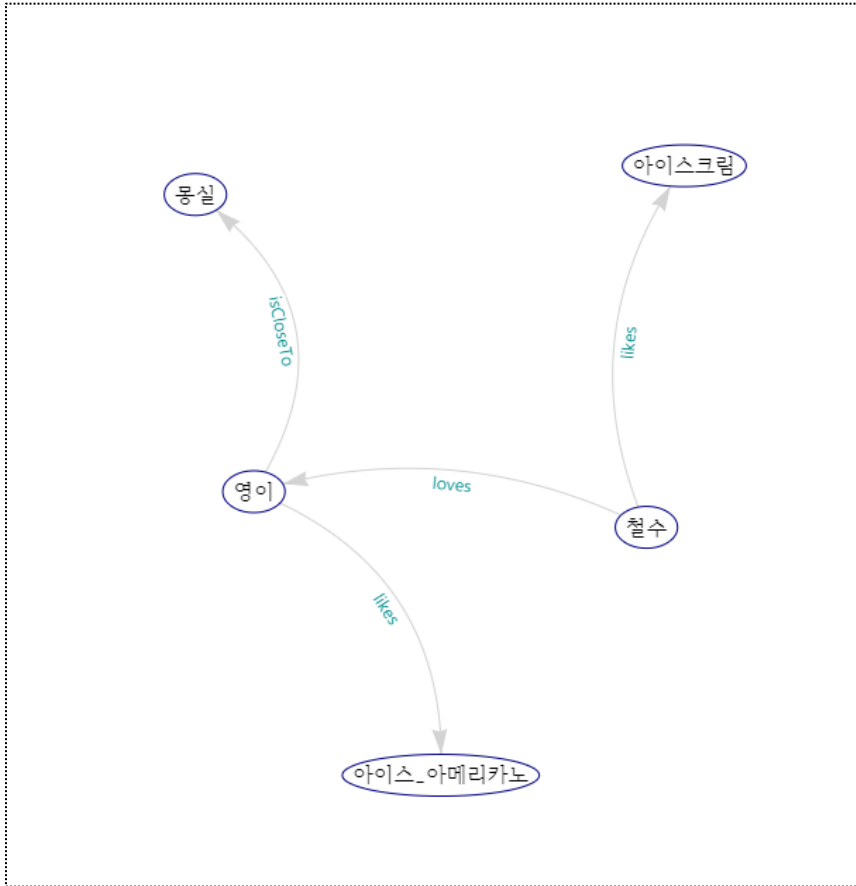 아이스크림
몽실
isCloseTo
likes
영이
loves
철수
likes
아이스_아메리카노